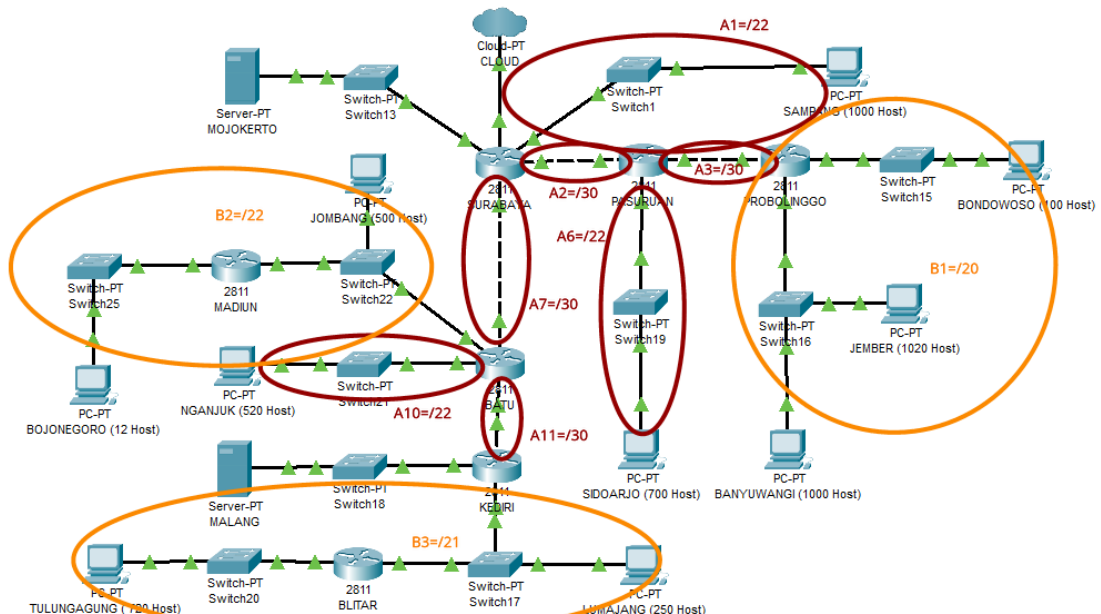 A1=/22
Cloud-PT
CLOUD
Switch-PT
Switch1
Switch-PT
Switch13
Server-PT
MOJOKERTO
PC-PT
SAMPANG (1000 Host)
A2=/30
A3=/30
2811
SURABAYA
2811
PASURUAN
2811
PROBOLINGGO
Switch-PT
Switch15
PC-PT
BONDOWOSO (100 Host)
PC-PT
JOMBANG (500 Host)
B2=/22
A6=/22
B1=/20
Switch-PT
Switch25
2811
MADIUN
Switch-PT
Switch22
A7=/30
Switch-PT
Switch19
Switch-PT
Switch16
PC-PT
JEMBER (1020 Host)
PC-PT
NGANJUK (520 Host)
Switch-PT
Switch21
2811
BATU
A10=/22
PC-PT
BOJONEGORO (12 Host)
A11=/30
PC-PT
SIDOARJO (700 Host)
PC-PT
BANYUWANGI (1000 Host)
Server-PT
MALANG
Switch-PT
Switch18
2811
KEDIRI
B3=/21
PC-PT
TULUNGAGUNG ( 720 Host)
Switch-PT
Switch20
2811
BLITAR
Switch-PT
Switch17
PC-PT
LUMAJANG (250 Host)